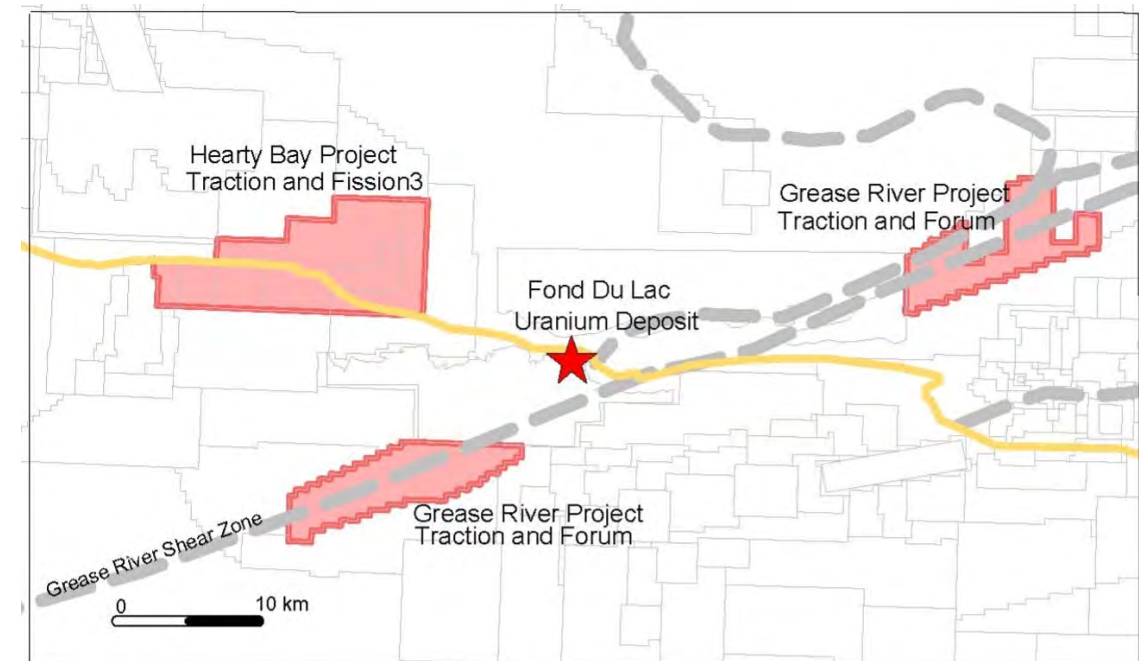 Hearty Bay Project
Traction and Fission3
Grease River Project
Traction and Forum
Fond Du Lac
Uranium Deposit
Grease River Project
Traction and Forum
Grease River Shear Zone
0 10 km